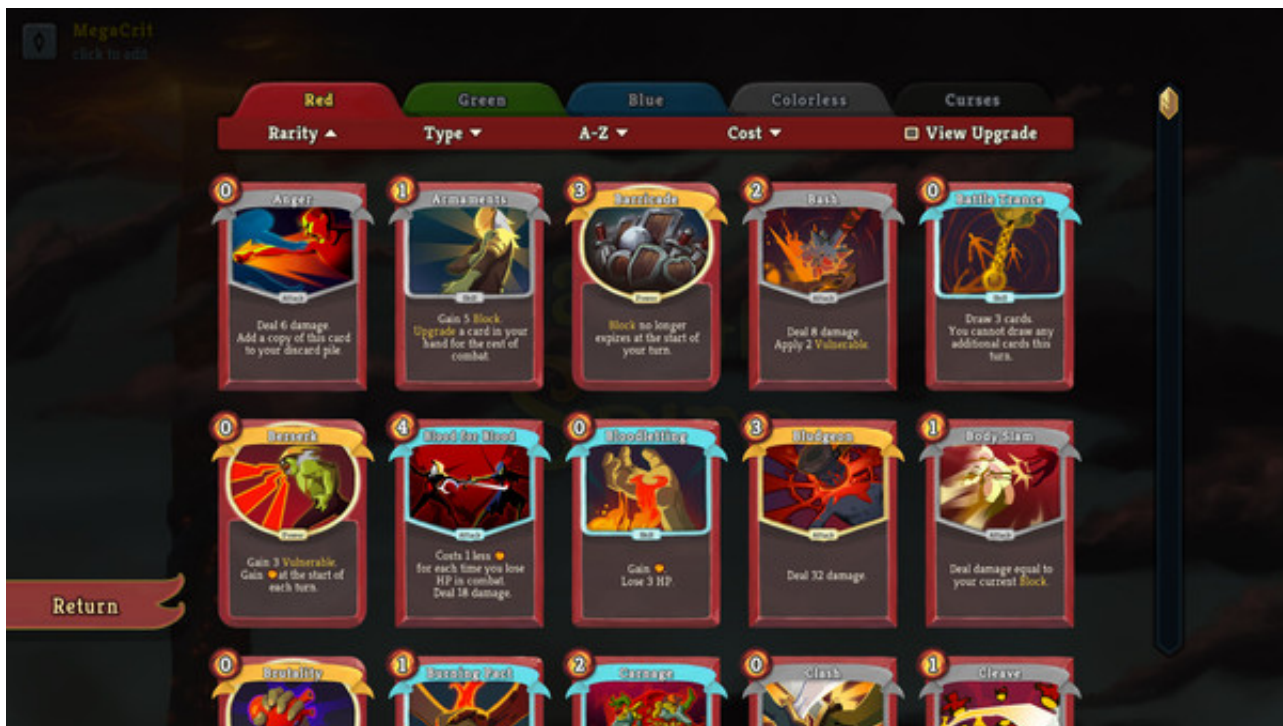 MegaCrit
click to edit
Red Green Blue Colorless Curses
Rarity Type A-Z Cost View Upgrade
0 1 3 2 0
Anger Armaments Barricade Bash Battle Trance
Attack Skill Power Attack Skill
Deal 6 damage.
Add a copy of this card
to your discard pile.
Gain 5 Block.
Upgrade a card in your
hand for the rest of
combat.
Block no longer
expires at the start of
your turn.
Deal 8 damage.
Apply 2 Vulnerable.
Draw 3 cards.
You cannot draw any
additional cards this
turn.
0 4 0 3 1
Berserk Blood for Blood Bloodletting Bludgeon Body Slam
Power Attack Skill Attack Attack
Gain 3 Vulnerable.
Gain at the start of
each turn.
Costs 1 less
for each time you lose
HP in combat.
Deal 18 damage.
Gain .
Lose 3 HP.
Deal 32 damage.
Deal damage equal to
your current Block.
Return
0 1 2 0 1
Brutality Burning Pact Carnage Clash Cleave